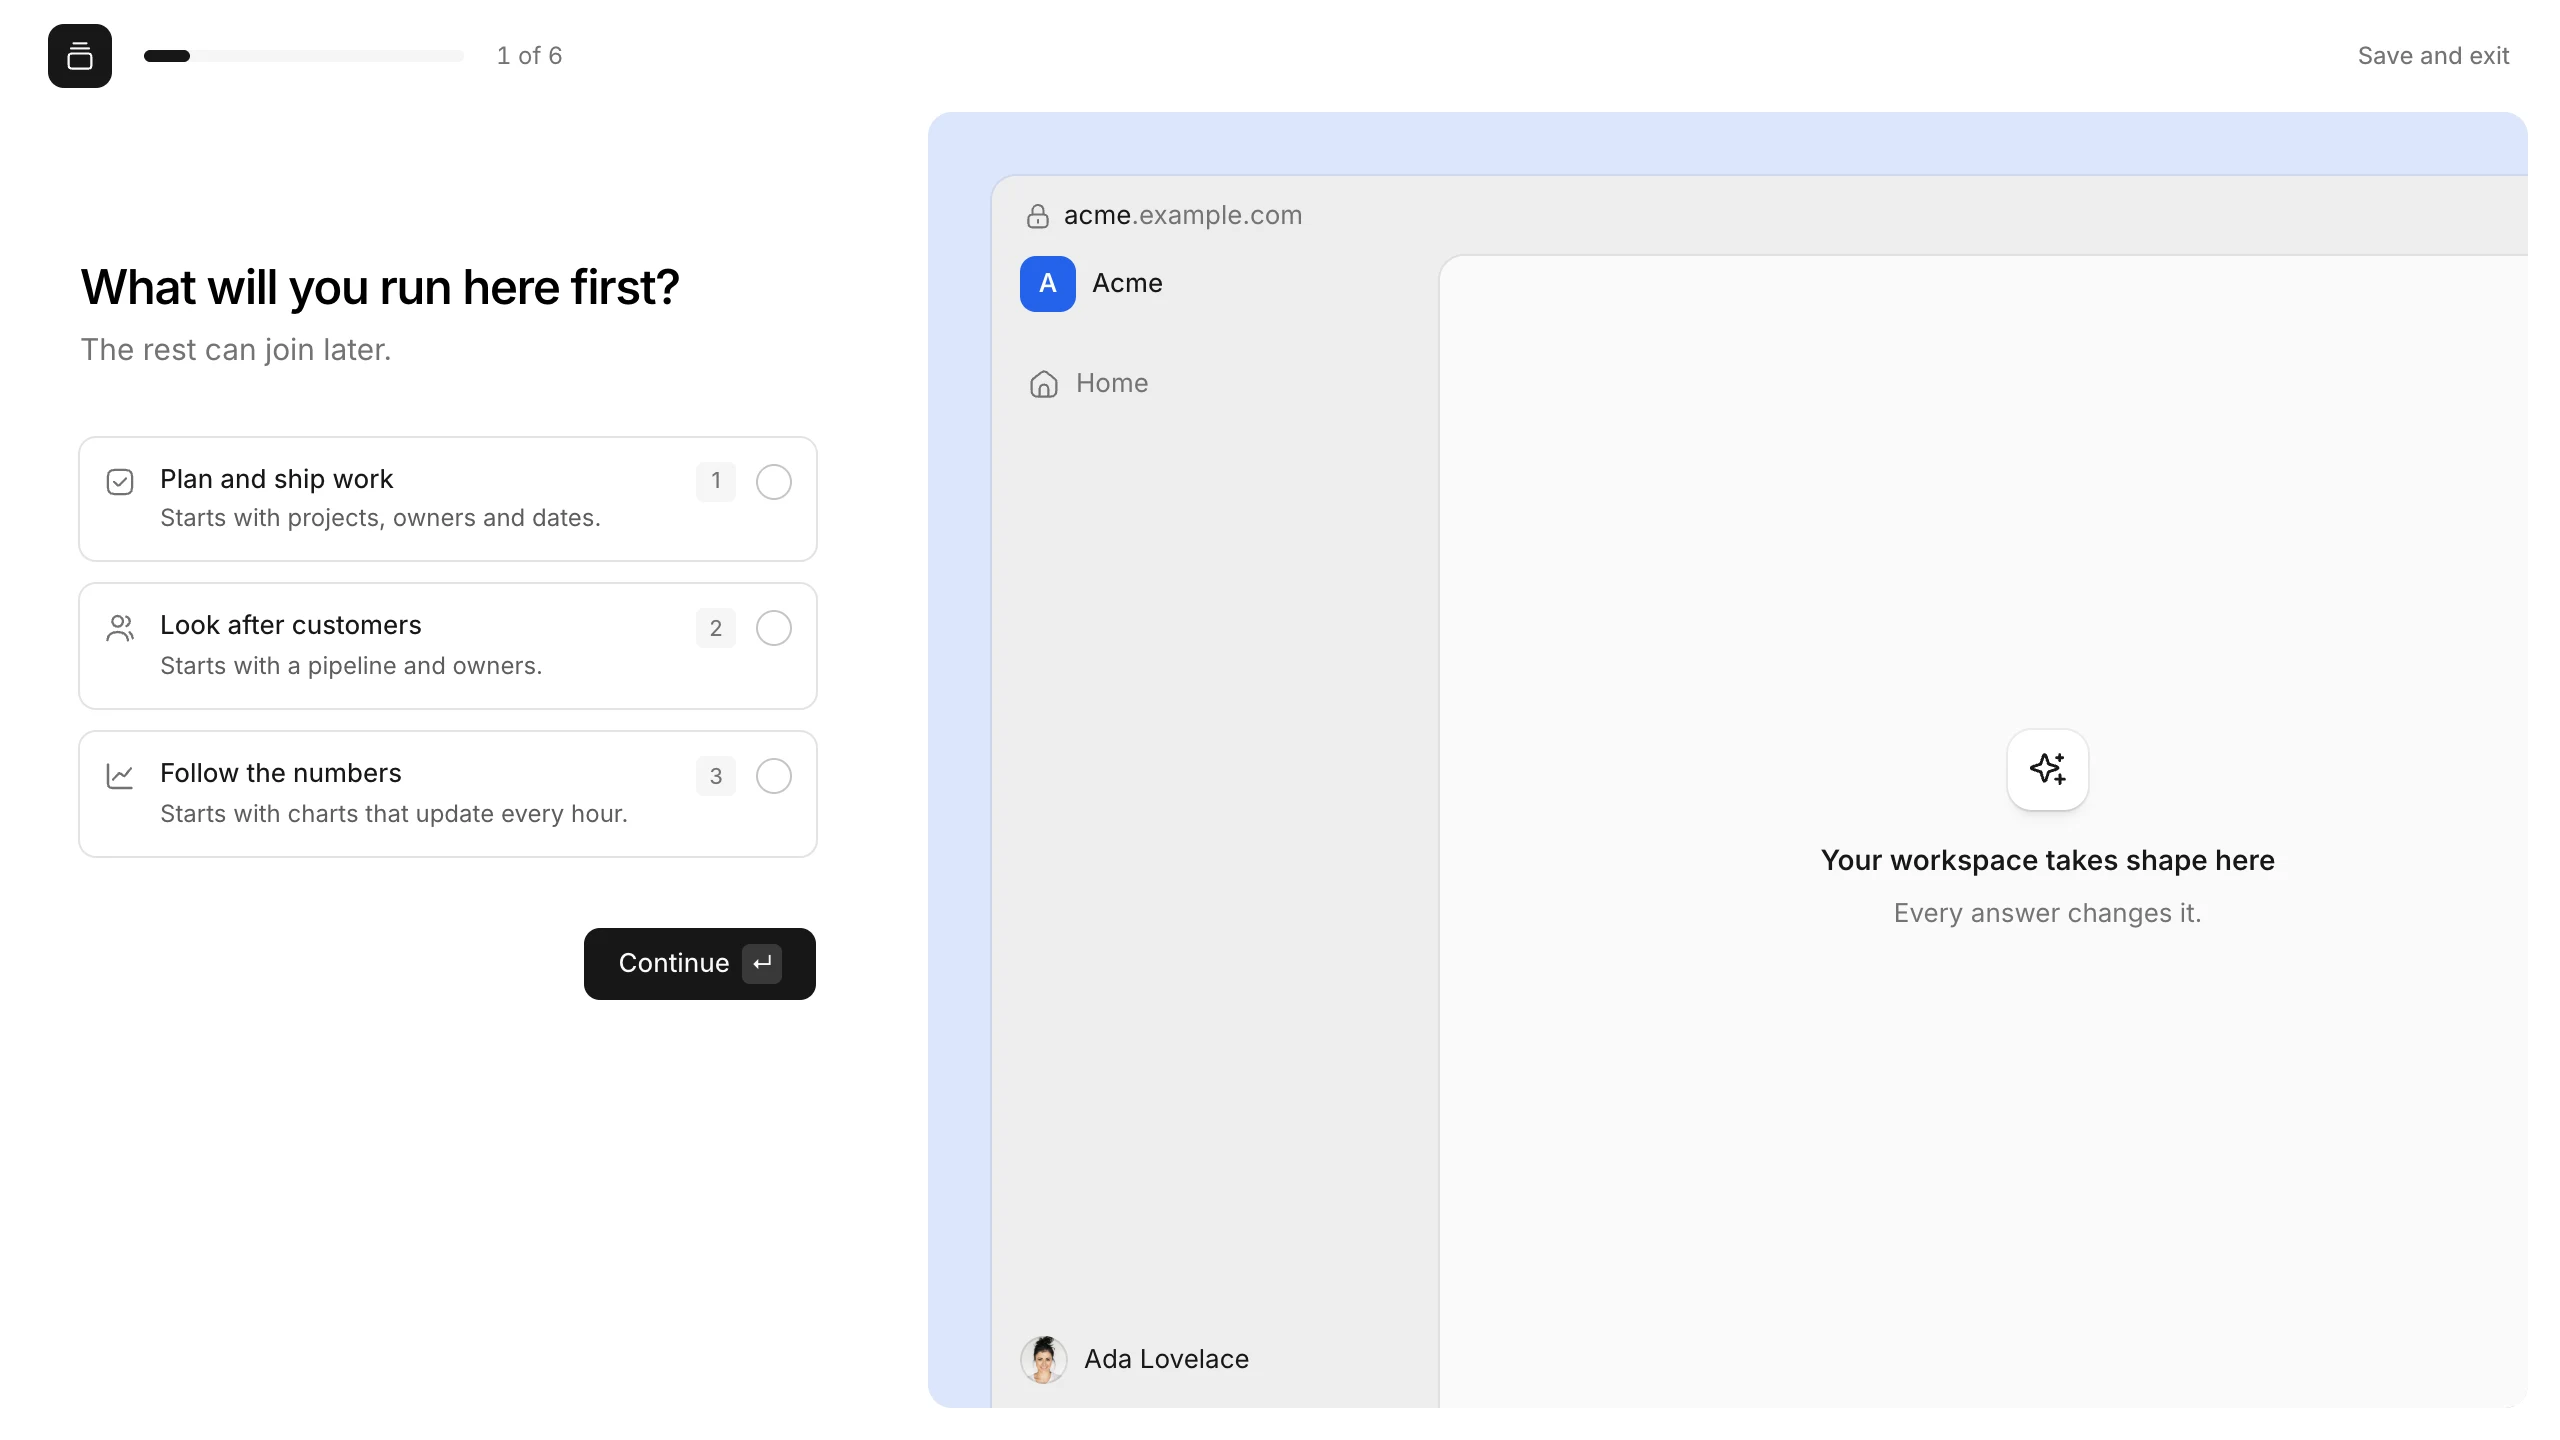 1 of 6
Save and exit
What will you run here first?
The rest can join later.
Plan and ship work
1
Starts with projects, owners and dates.
Look after customers
2
Starts with a pipeline and owners.
Follow the numbers
3
Starts with charts that update every hour.
Continue
acme.example.com
A
Acme
Home
Your workspace takes shape here
Every answer changes it.
Ada Lovelace